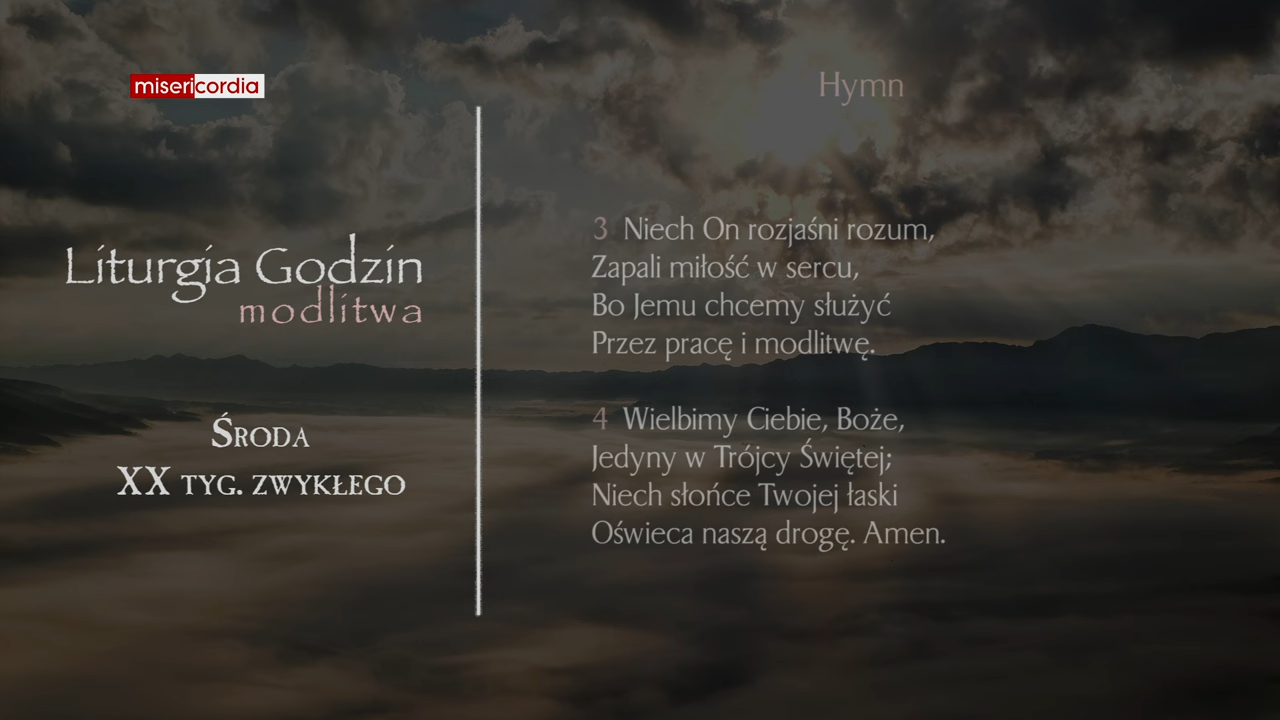 misericordia
Liturgia Godzin
modlitwa
Środa
XX tyg. zwykłego
Hymn
3 Niech On rozjaśni rozum,
Zapali miłość w sercu,
Bo Jemu chcemy służyć
Przez pracę i modlitwę.
4 Wielbimy Ciebie, Boże,
Jedyny w Trójcy Świętej;
Niech słońce Twojej łaski
Oświeca naszą drogę. Amen.